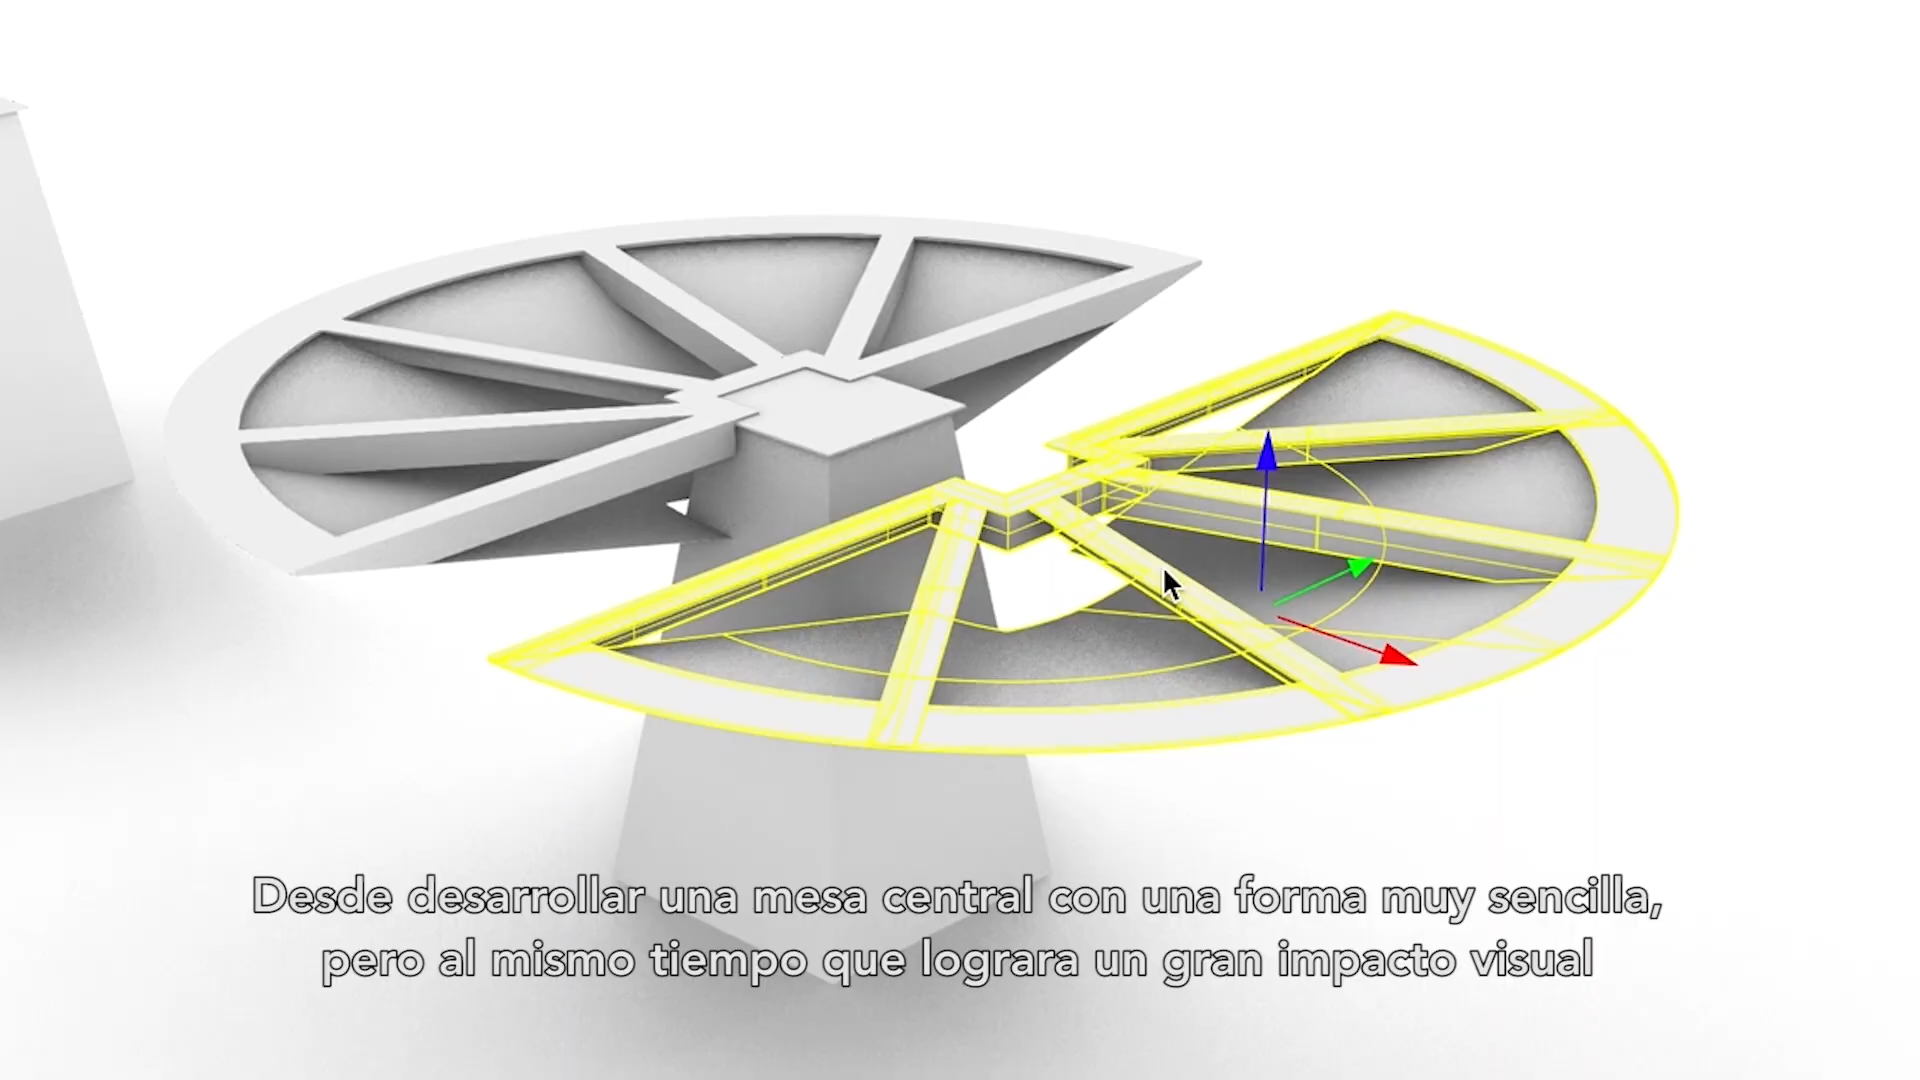 Desde desarrollar una mesa central con una forma muy sencilla,
pero al mismo tiempo que lograra un gran impacto visual